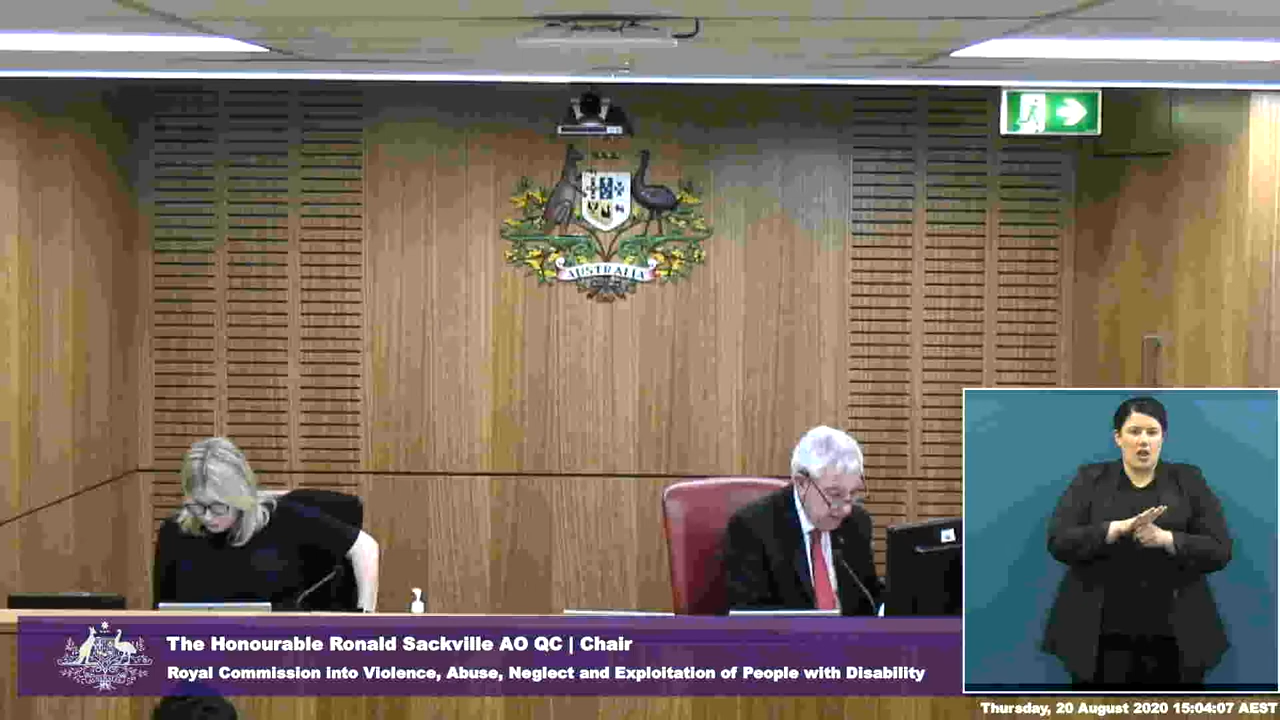 AUSTRALIA
The Honourable Ronald Sackville AO QC | Chair
Royal Commission into Violence, Abuse, Neglect and Exploitation of People with Disability
Thursday, 20 August 2020 15:04:07 AEST